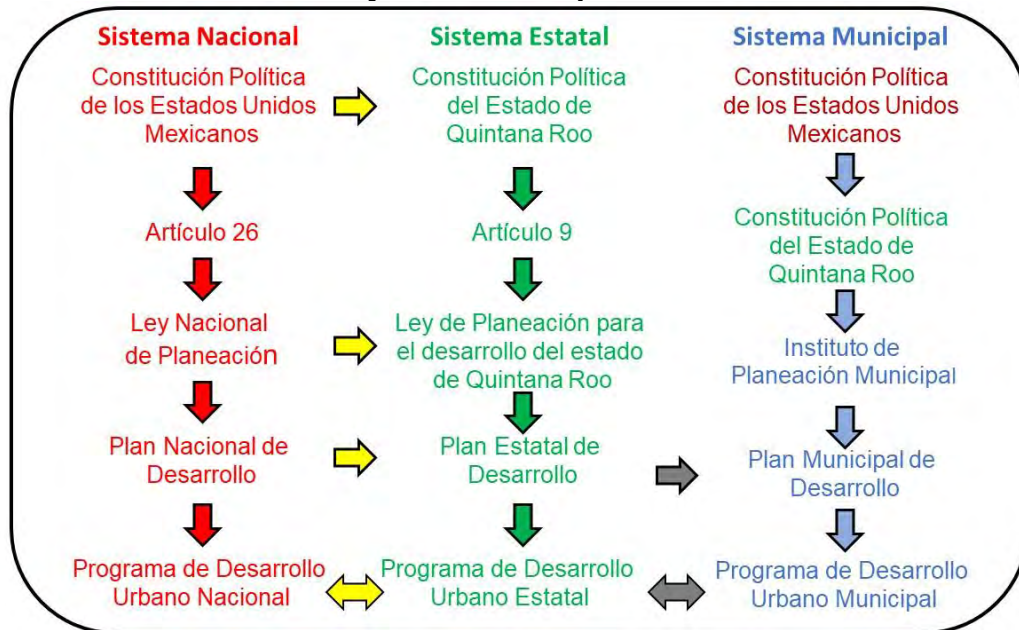 Sistema Nacional
Constitución Política
de los Estados Unidos
Mexicanos
Artículo 26
Ley Nacional
de Planeación
Plan Nacional de
Desarrollo
Programa de Desarrollo
Urbano Nacional
Sistema Estatal
Constitución Política
del Estado de
Quintana Roo
Artículo 9
Ley de Planeación para
el desarrollo del estado
de Quintana Roo
Plan Estatal de
Desarrollo
Programa de Desarrollo
Urbano Estatal
Sistema Municipal
Constitución Política
de los Estados Unidos
Mexicanos
Constitución Política
del Estado de
Quintana Roo
Instituto de
Planeación Municipal
Plan Municipal de
Desarrollo
Programa de Desarrollo
Urbano Municipal